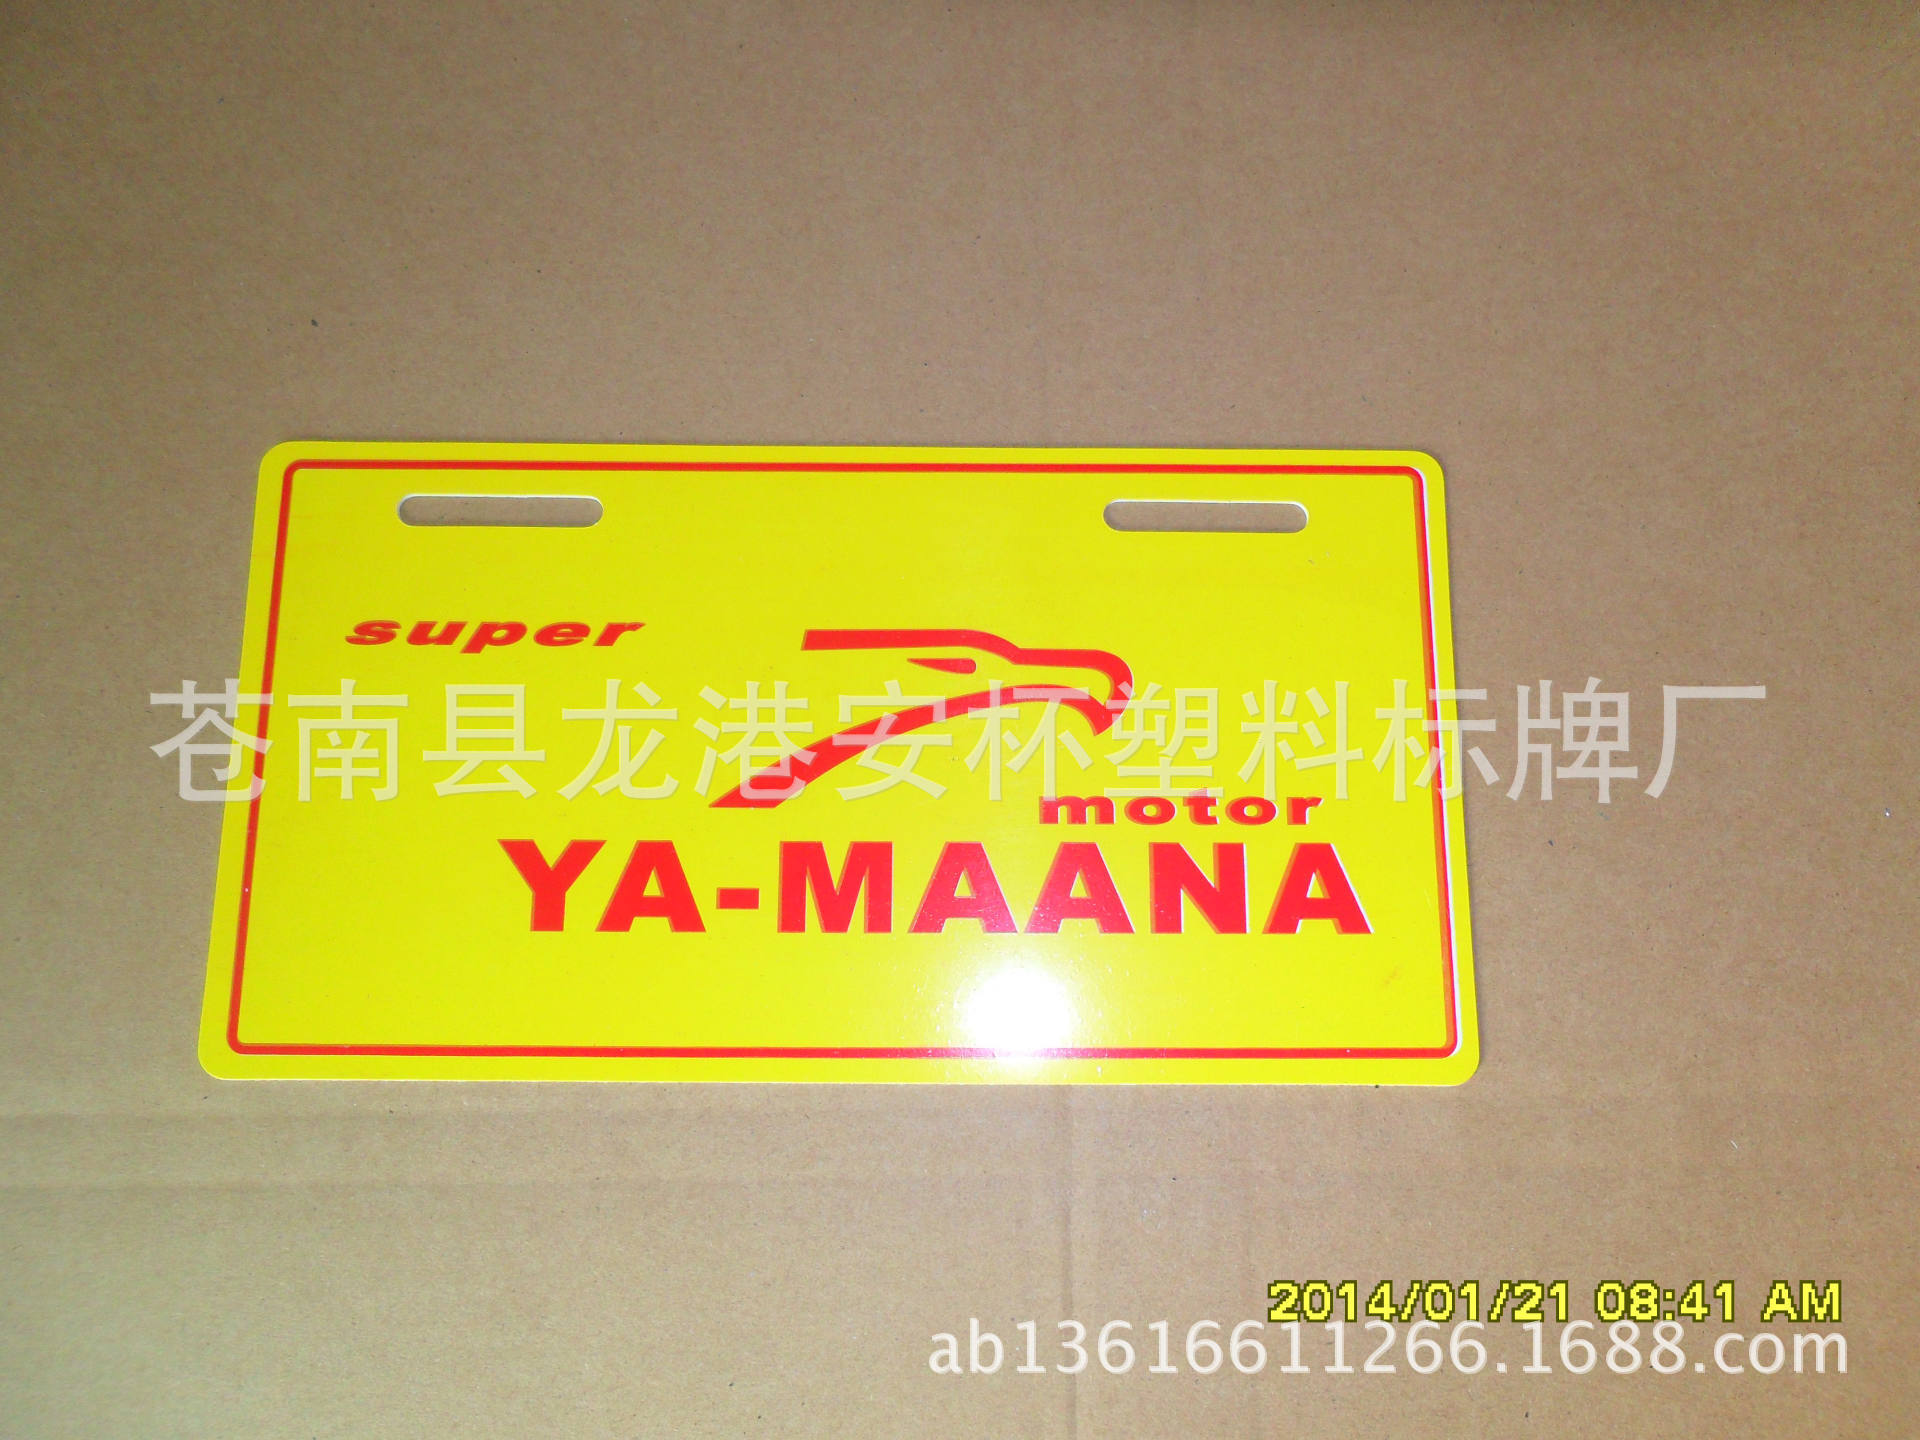 super
苍南县龙港安杯塑料标牌厂
motor
YA-MAANA
2014/01/21 08:41 AM
ab13616611266.1688.com